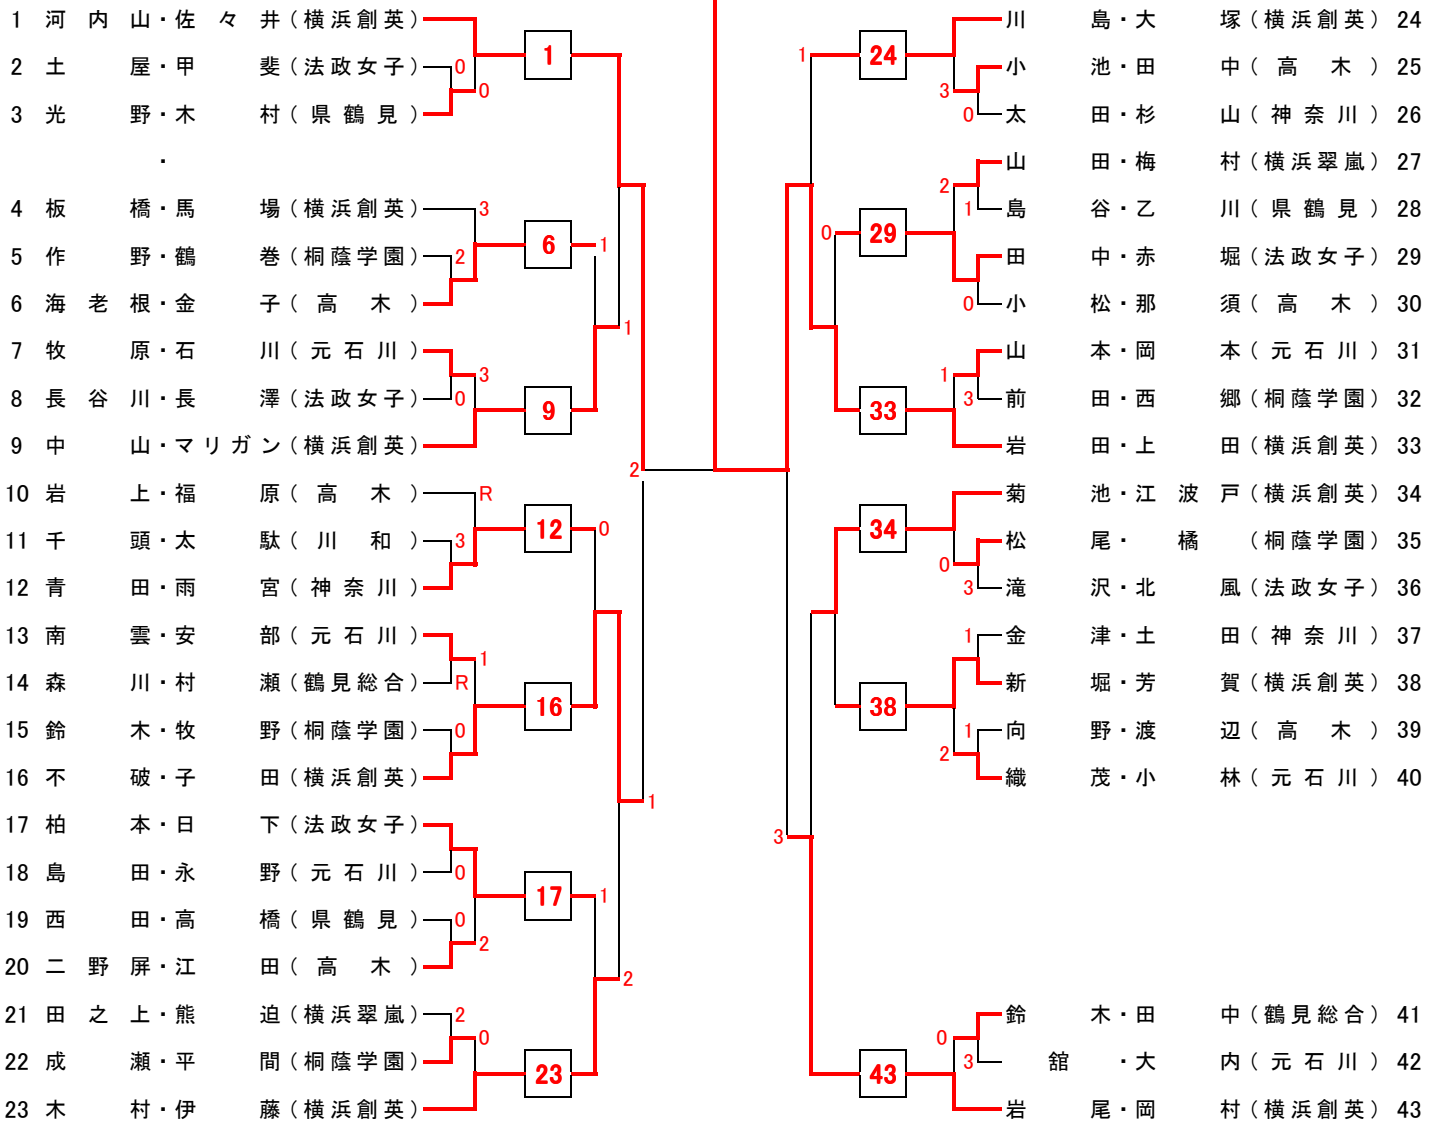 1 河内山・佐々井(横浜創英)
2 土屋・甲斐(法政女子)
3 光野・木村(県鶴見)
・
4 板橋・馬場(横浜創英)
5 作野・鶴巻(桐蔭学園)
6 海老根・金子(高木)
7 牧原・石川(元石川)
8 長谷川・長澤(法政女子)
9 中山・マリガン(横浜創英)
10 岩上・福原(高木)
11 千頭・太駄(川和)
12 青田・雨宮(神奈川)
13 南雲・安部(元石川)
14 森川・村瀬(鶴見総合)
15 鈴木・牧野(桐蔭学園)
16 不破・子田(横浜創英)
17 柏本・日下(法政女子)
18 島田・永野(元石川)
19 西田・高橋(県鶴見)
20 二野屏・江田(高木)
21 田之上・熊迫(横浜翠嵐)
22 成瀬・平間(桐蔭学園)
23 木村・伊藤(横浜創英)
0
0
1
3
2
6
1
1
3
0
9
2
R
3
12
0
1
R
16
0
1
0
17
1
0
2
2
2
0
23
1
24
3
0
2
1
0
29
0
1
3
33
34
0
3
1
38
1
2
3
0
3
43
川島・大塚(横浜創英) 24
小池・田中(高木) 25
太田・杉山(神奈川) 26
山田・梅村(横浜翠嵐) 27
島谷・乙川(県鶴見) 28
田中・赤堀(法政女子) 29
小松・那須(高木) 30
山本・岡本(元石川) 31
前田・西郷(桐蔭学園) 32
岩田・上田(横浜創英) 33
菊池・江波戸(横浜創英) 34
松尾・橘(桐蔭学園) 35
滝沢・北風(法政女子) 36
金津・土田(神奈川) 37
新堀・芳賀(横浜創英) 38
向野・渡辺(高木) 39
織茂・小林(元石川) 40
鈴木・田中(鶴見総合) 41
舘・大内(元石川) 42
岩尾・岡村(横浜創英) 43